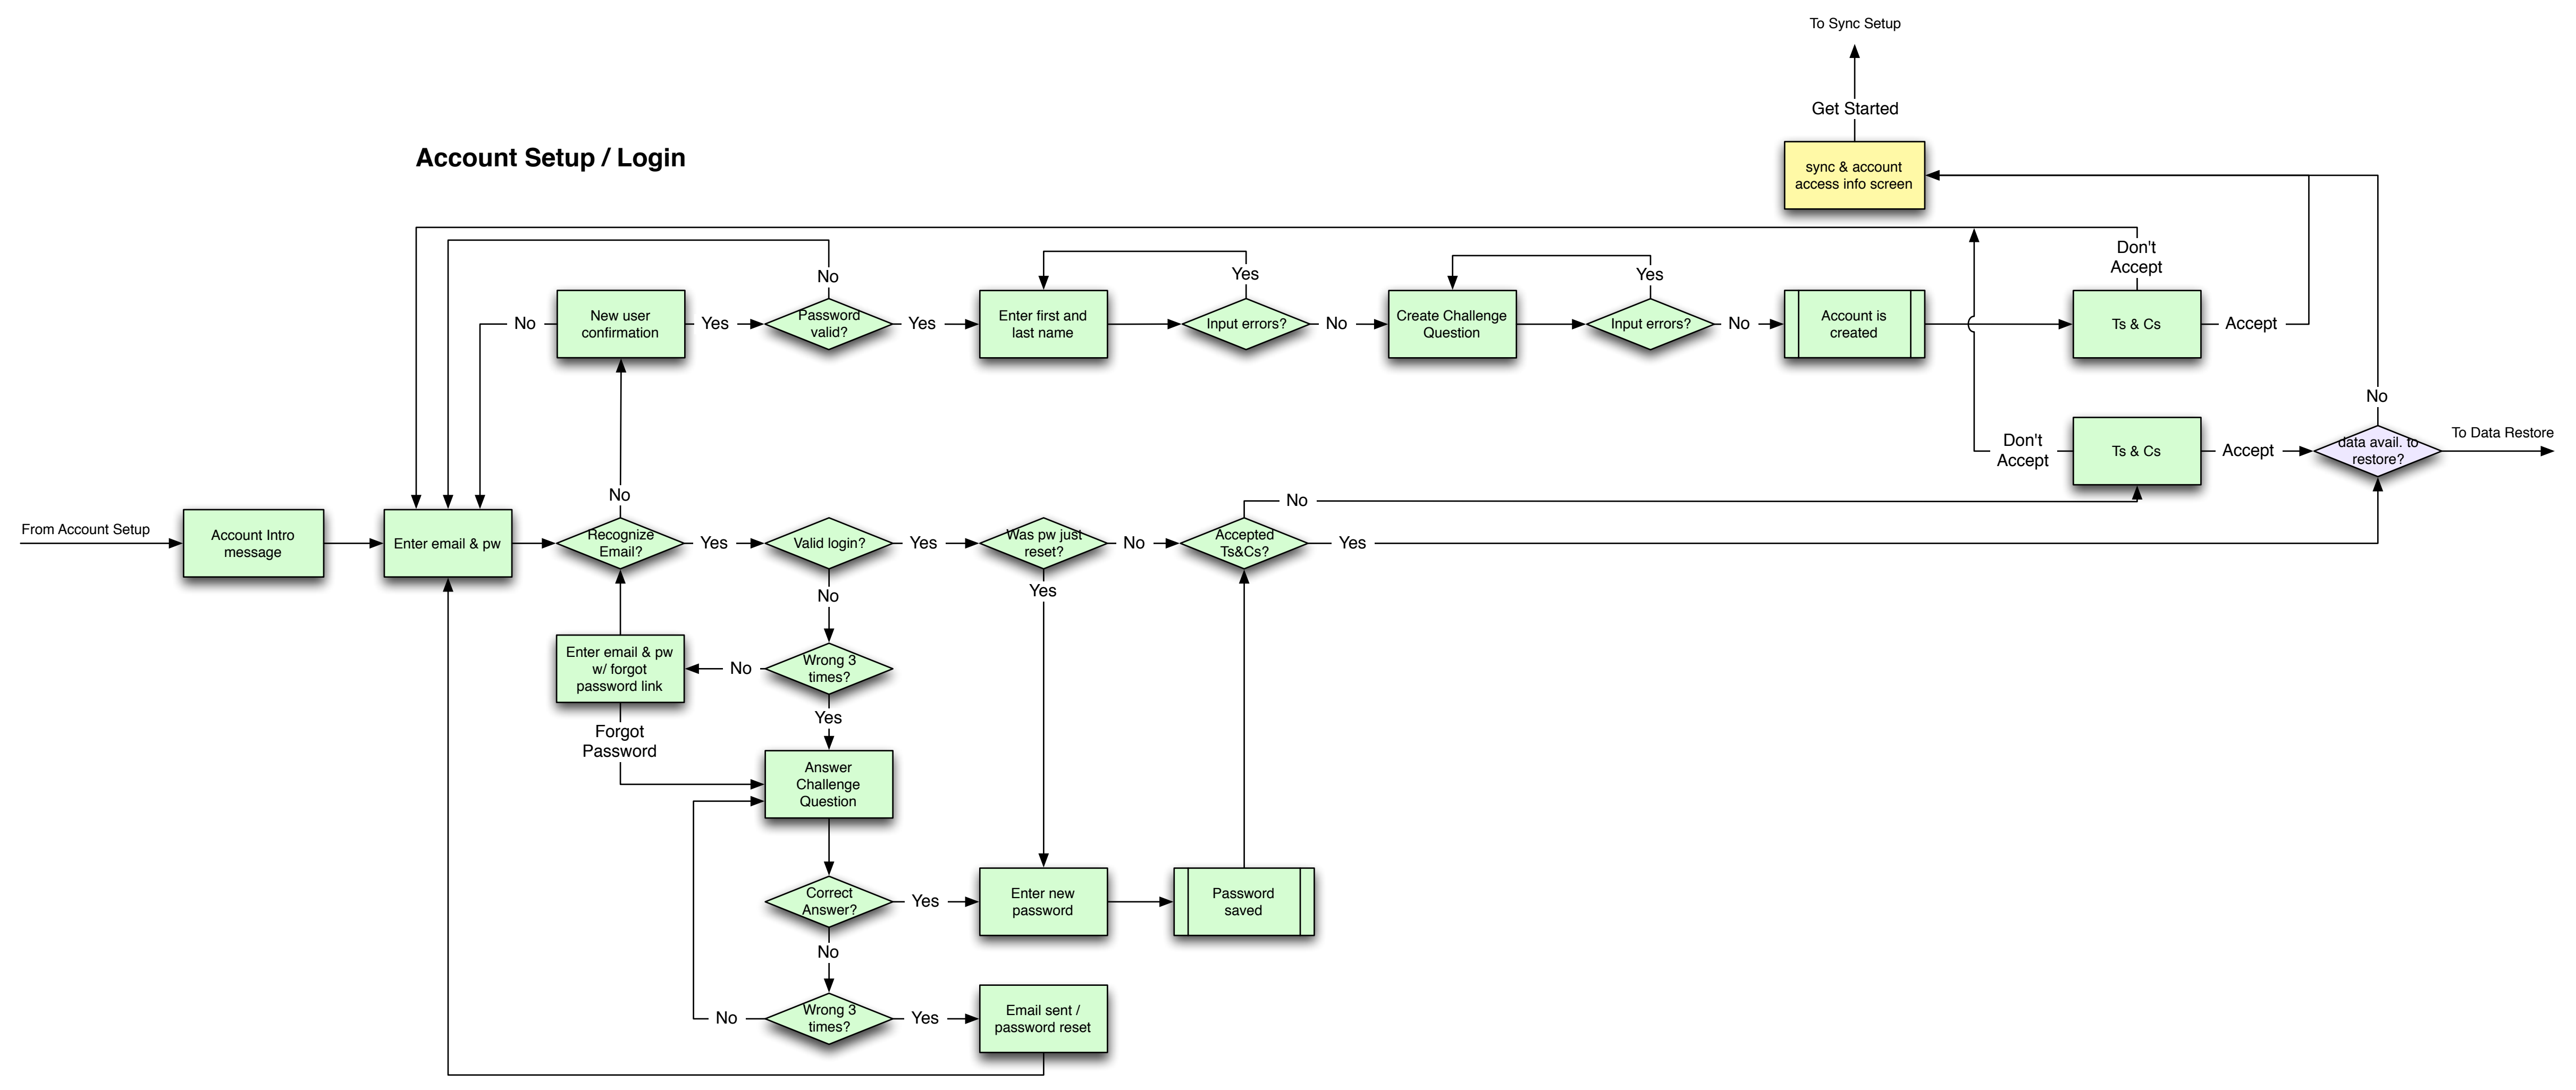 To Sync Setup
Get Started
Account Setup / Login
sync & account
access info screen
Don't
Accept
No
Yes
Yes
No
New user
confirmation
Yes
Password
valid?
Yes
Enter first and
last name
Input errors?
No
Create Challenge
Question
Input errors?
No
Account is
created
Ts & Cs
Accept
No
Don't
Accept
Ts & Cs
Accept
data avail. to
restore?
To Data Restore
No
No
From Account Setup
Account Intro
message
Enter email & pw
Recognize
Email?
Yes
Valid login?
Yes
Was pw just
reset?
No
Accepted
Ts&Cs?
Yes
No
Yes
Enter email & pw
w/ forgot
password link
No
Wrong 3
times?
Yes
Forgot
Password
Answer
Challenge
Question
Correct
Answer?
Yes
Enter new
password
Password
saved
No
No
Wrong 3
times?
Yes
Email sent /
password reset